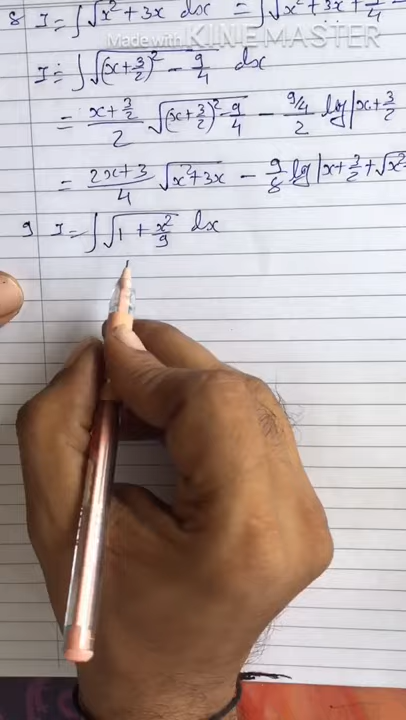 8 I = ∫ √x² + 3x dx = ∫ √x² + 3x + 9/4
Made with KINEMASTER
I = ∫ √(x+3/2)² - 9/4 dx
= (x+3/2)/2 √(x+3/2)² - 9/4 - (9/4)/2 log|x+3/2
= (2x+3)/4 √x²+3x - 9/8 log|x+3/2+√x²
9 I = ∫ √1 + x²/9 dx